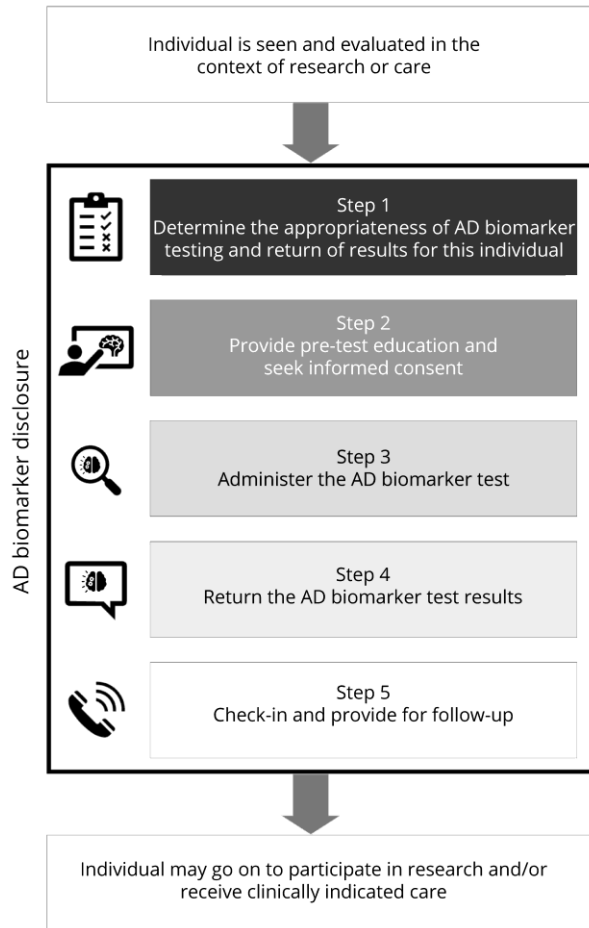 Individual is seen and evaluated in the
context of research or care
AD biomarker disclosure
Step 1
Determine the appropriateness of AD biomarker
testing and return of results for this individual
Step 2
Provide pre-test education and
seek informed consent
Step 3
Administer the AD biomarker test
Step 4
Return the AD biomarker test results
Step 5
Check-in and provide for follow-up
Individual may go on to participate in research and/or
receive clinically indicated care